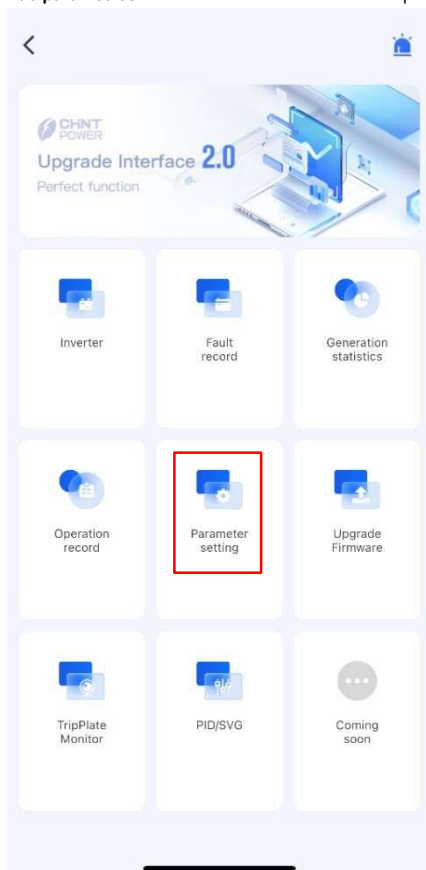 CHNT
POWER
Upgrade Interface 2.0
Perfect function
Inverter
Fault
record
Generation
statistics
Operation
record
Parameter
setting
Upgrade
Firmware
TripPlate
Monitor
PID/SVG
Coming
soon